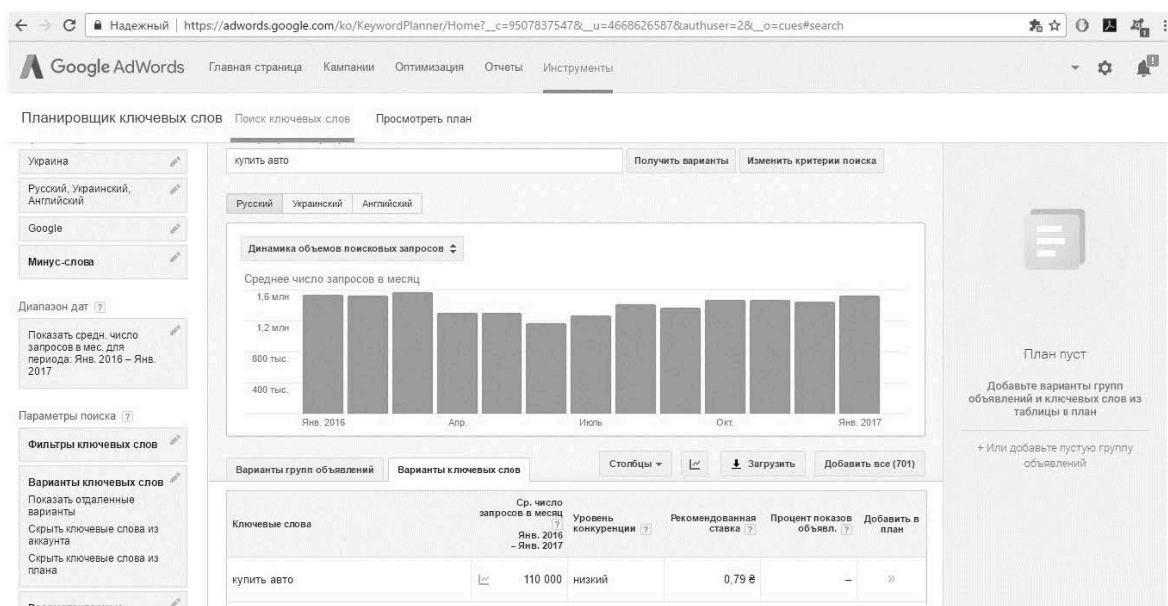 Надежный | https://adwords.google.com/ko/KeywordPlanner/Home?__c=9507837547&__u=4668626587&authuser=2&__o=cues#search
Google AdWords Главная страница Кампании Оптимизация Отчеты Инструменты
Планировщик ключевых слов Поиск ключевых слов Просмотреть план
Украина
Русский, Украинский,
Английский
Google
Минус-слова
Диапазон дат ?
Показать средн. число
запросов в мес. для
периода: Янв. 2016 – Янв.
2017
Параметры поиска ?
Фильтры ключевых слов
Варианты ключевых слов
Показать отдаленные
варианты
Скрыть ключевые слова из
аккаунта
Скрыть ключевые слова из
плана
купить авто Получить варианты Изменить критерии поиска
Русский Украинский Английский
Динамика объемов поисковых запросов
Среднее число запросов в месяц
1,6 млн
1,2 млн
800 тыс.
400 тыс.
Янв. 2016 Апр. Июль Окт. Янв. 2017
Варианты групп объявлений Варианты ключевых слов Столбцы Загрузить Добавить все (701)
Ключевые слова
Ср. число
запросов в месяц
?
Янв. 2016
– Янв. 2017
Уровень
конкуренции ?
Рекомендованная
ставка ?
Процент показов
объявл. ?
Добавить в
план
купить авто 110 000 низкий 0,79 ₴ – »
План пуст
Добавьте варианты групп
объявлений и ключевых слов из
таблицы в план
+ Или добавьте пустую группу
объявлений